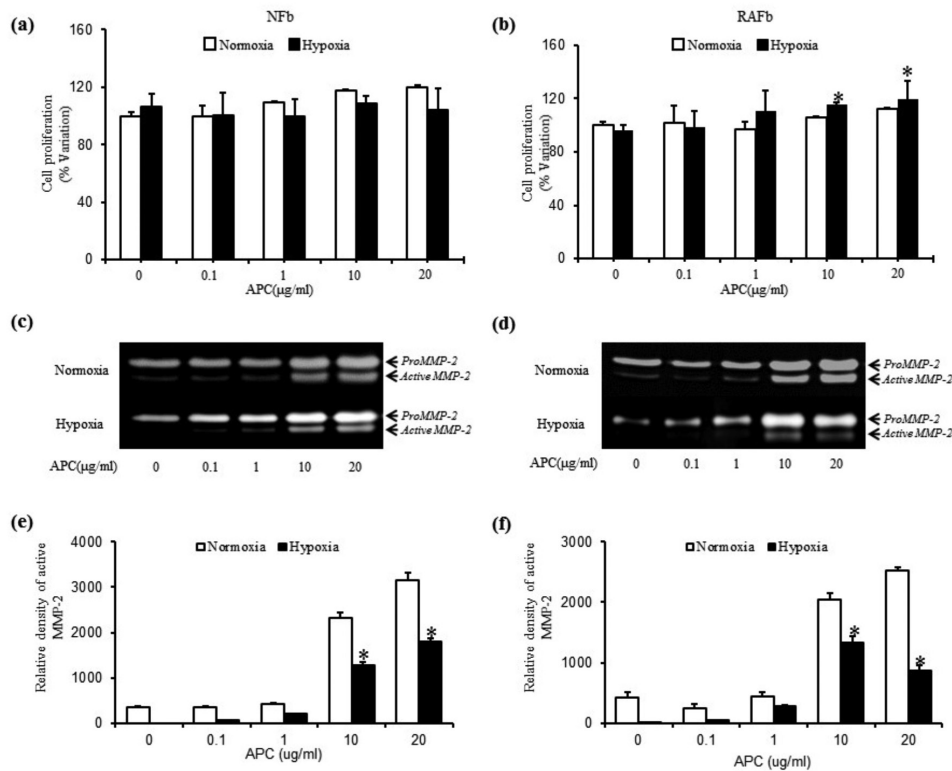 (a)
NFb
Normoxia Hypoxia
160
120
80
40
0
Cell proliferation
(% Variation)
0 0.1 1 10 20
APC(μg/ml)
(b)
RAFb
Normoxia Hypoxia
160
120
80
40
0
Cell proliferation
(% Variation)
* *
0 0.1 1 10 20
APC(μg/ml)
(c)
Normoxia
ProMMP-2
Active MMP-2
Hypoxia
ProMMP-2
Active MMP-2
APC(μg/ml) 0 0.1 1 10 20
(d)
Normoxia
ProMMP-2
Active MMP-2
Hypoxia
ProMMP-2
Active MMP-2
APC(μg/ml) 0 0.1 1 10 20
(e)
Normoxia Hypoxia
4000
3000
2000
1000
0
Relative density of active
MMP-2
* *
0 0.1 1 10 20
APC (ug/ml)
(f)
Normoxia Hypoxia
3000
2000
1000
0
Relative density of active
MMP-2
* *
0 0.1 1 10 20
APC (ug/ml)